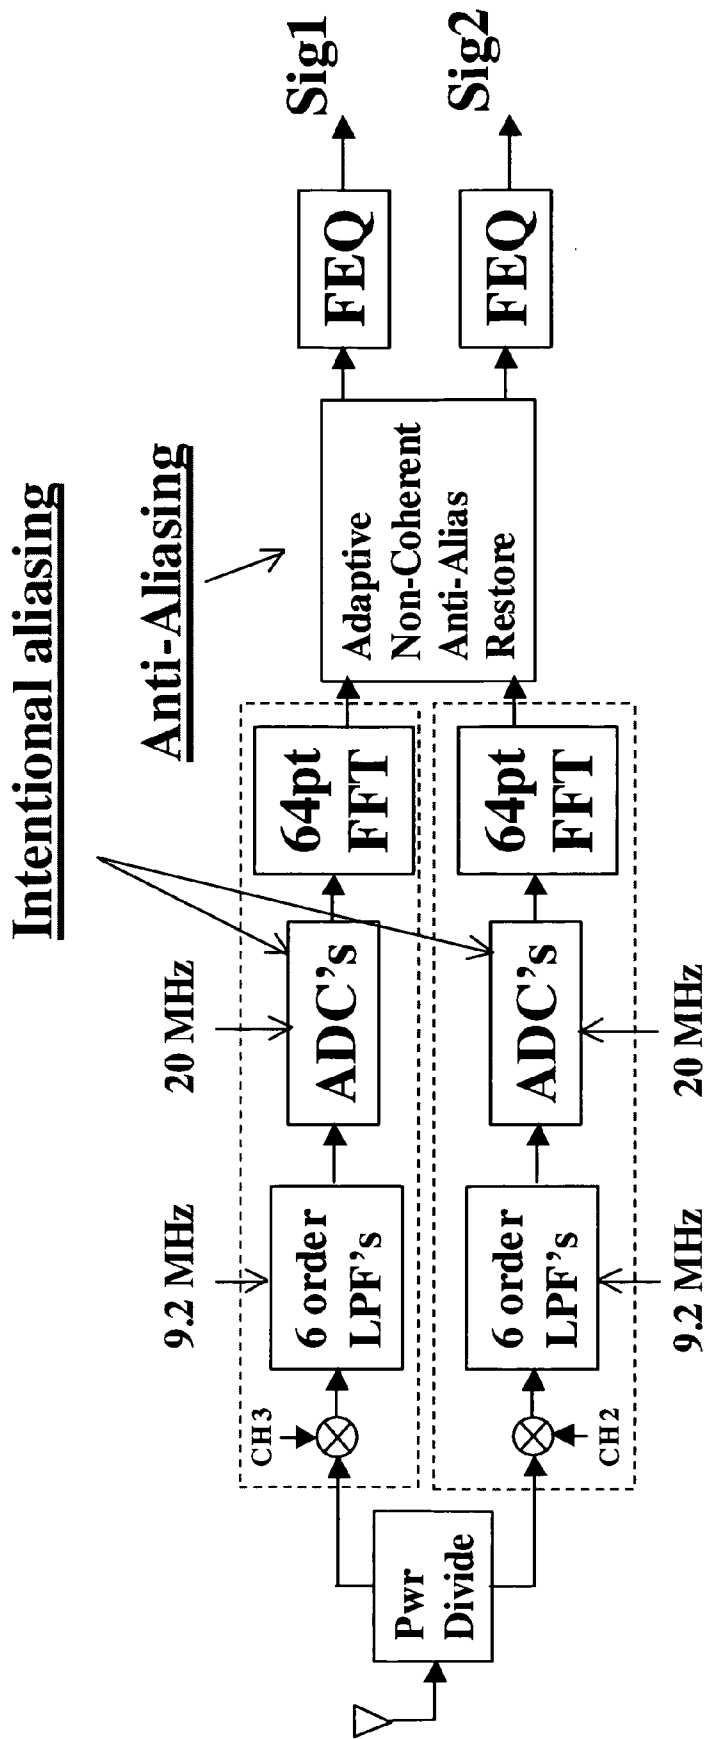 Intentional aliasing
Anti-Aliasing
Pwr
Divide
CH3
9.2 MHz
6 order
LPF's
20 MHz
ADC's
64pt
FFT
CH2
6 order
LPF's
9.2 MHz
ADC's
20 MHz
64pt
FFT
Adaptive
Non-Coherent
Anti-Alias
Restore
FEQ
Sig1
FEQ
Sig2